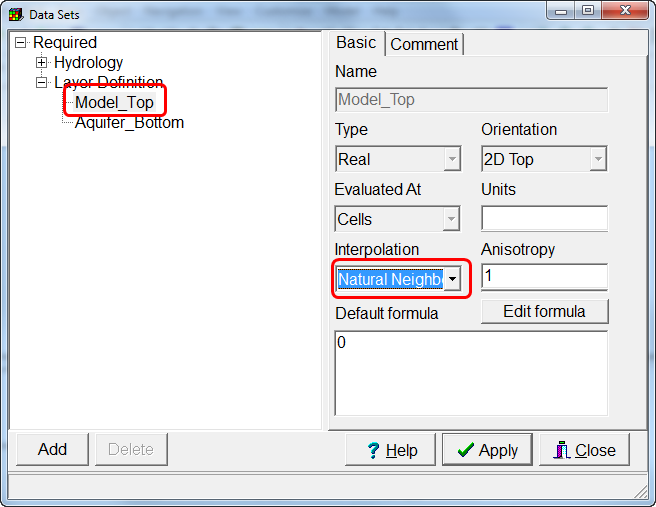 Data Sets
Required
Hydrology
Layer Definition
Model_Top
Aquifer_Bottom
Basic Comment
Name
Model_Top
Type Orientation
Real 2D Top
Evaluated At Units
Cells
Interpolation Anisotropy
Natural Neighb 1
Default formula Edit formula
0
Add Delete ? Help Apply Close